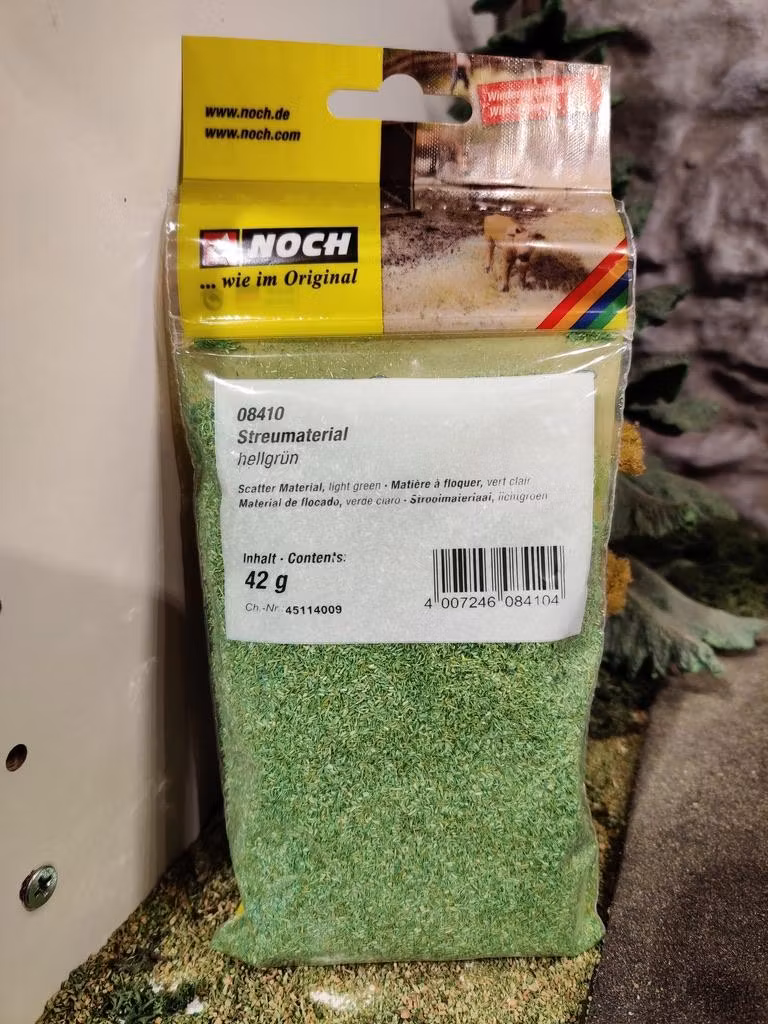 www.noch.de
www.noch.com
NOCH
... wie im Original
08410
Streumaterial
hellgrün
Scatter Material, light green · Matière à floquer, vert clair
Material de flocado, verde claro · Strooimateriaal, lichtgroen
Inhalt · Contents:
42 g
Ch.-Nr. 45114009
4 007246 084104